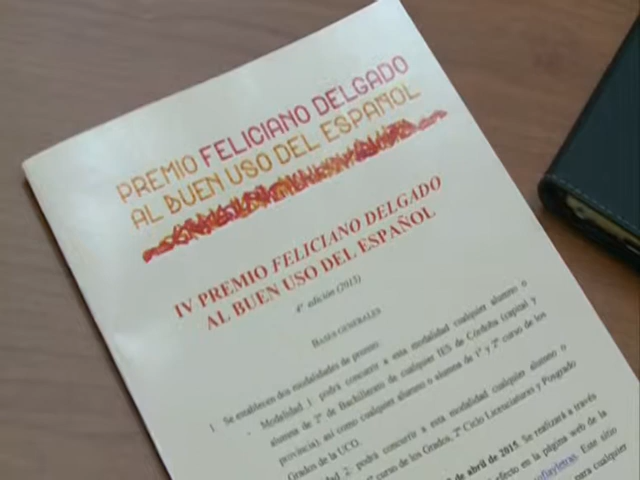 PREMIO FELICIANO DELGADO
AL BUEN USO DEL ESPAÑOL
IV PREMIO FELICIANO DELGADO
AL BUEN USO DEL ESPAÑOL
4ª edición (2015)
BASES GENERALES
1. Se establecen dos modalidades de premio:
- Modalidad 1: podrá concurrir a esta modalidad cualquier alumno o
alumna de 2º de Bachillerato de cualquier IES de Córdoba (capital y
provincia); así como cualquier alumno o alumna de 1º y 2º curso de los
Grados de la UCO.
2: podrá concurrir a esta modalidad cualquier alumno o
curso de los Grados, 2º Ciclo Licenciaturas y Posgrado
de abril de 2015. Se realizará a través
efecto en la página web de la
Este sitio
para cualquier